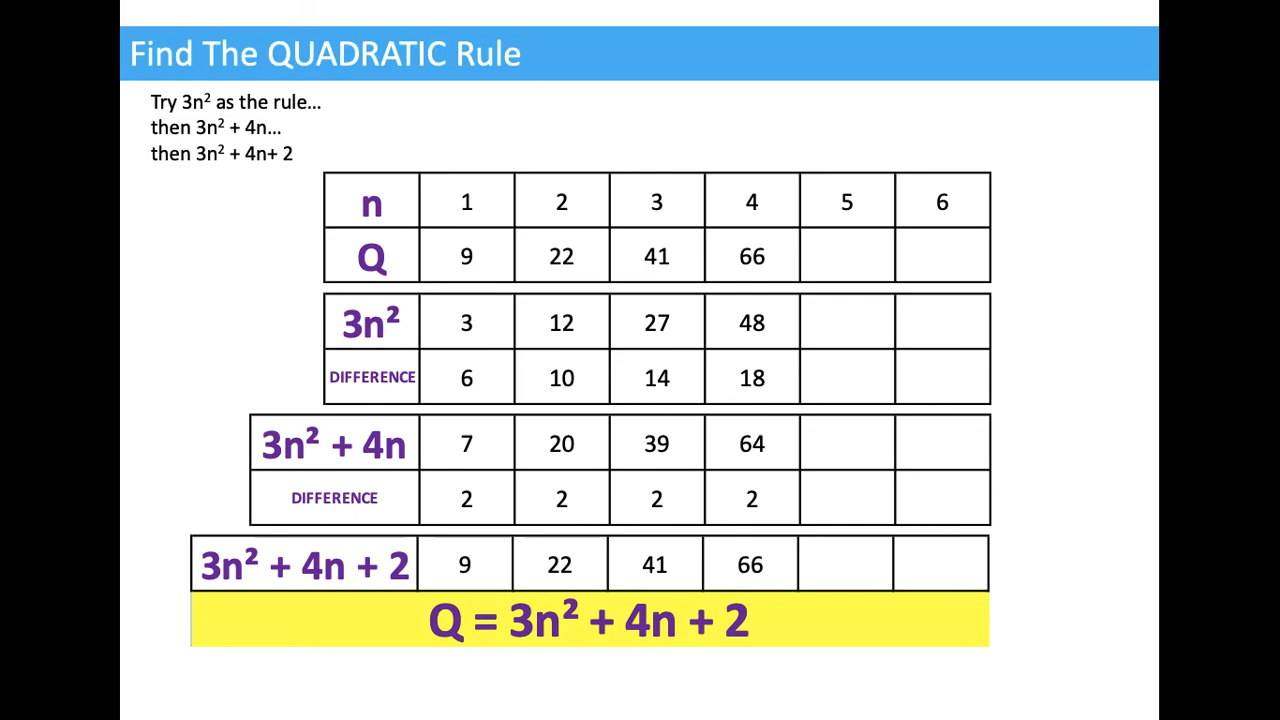 Find The QUADRATIC Rule
Try 3n² as the rule...
then 3n² + 4n...
then 3n² + 4n+ 2
n 1 2 3 4 5 6
Q 9 22 41 66
3n² 3 12 27 48
DIFFERENCE 6 10 14 18
3n² + 4n 7 20 39 64
DIFFERENCE 2 2 2 2
3n² + 4n + 2 9 22 41 66
Q = 3n² + 4n + 2